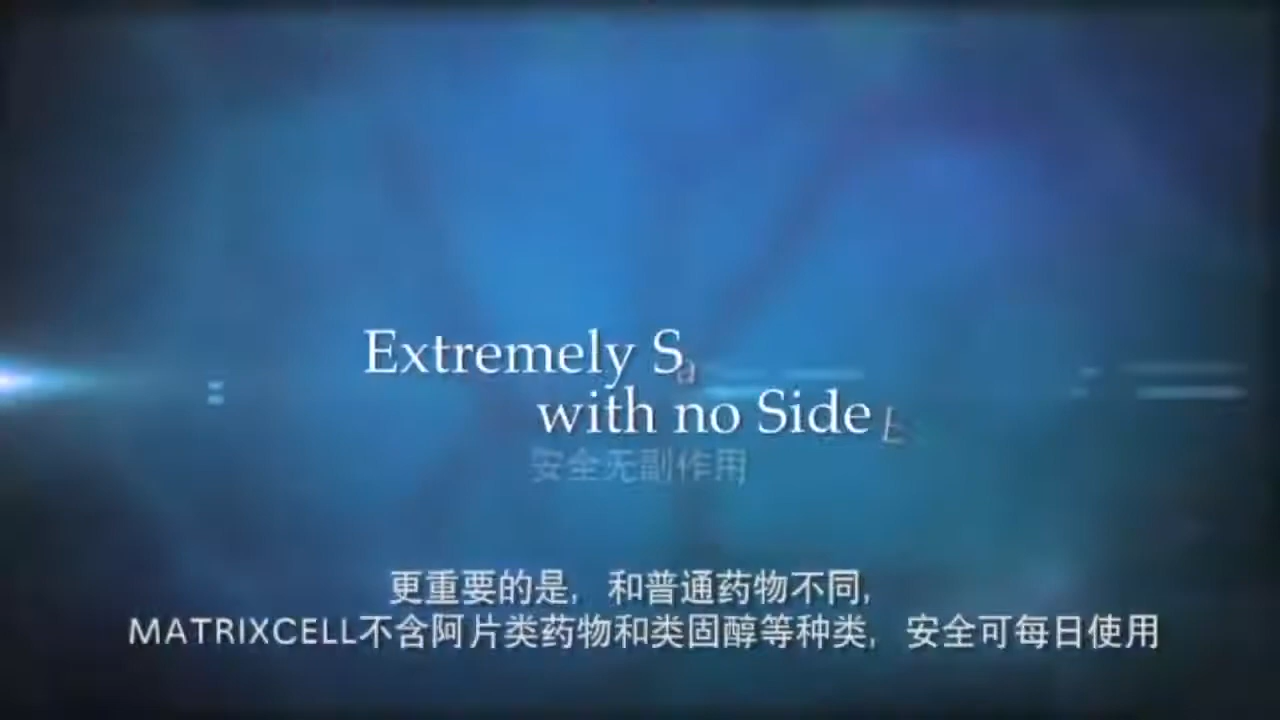 Extremely Sa
with no Side E
安全无副作用
更重要的是, 和普通药物不同,
MATRIXCELL不含阿片类药物和类固醇等种类, 安全可每日使用